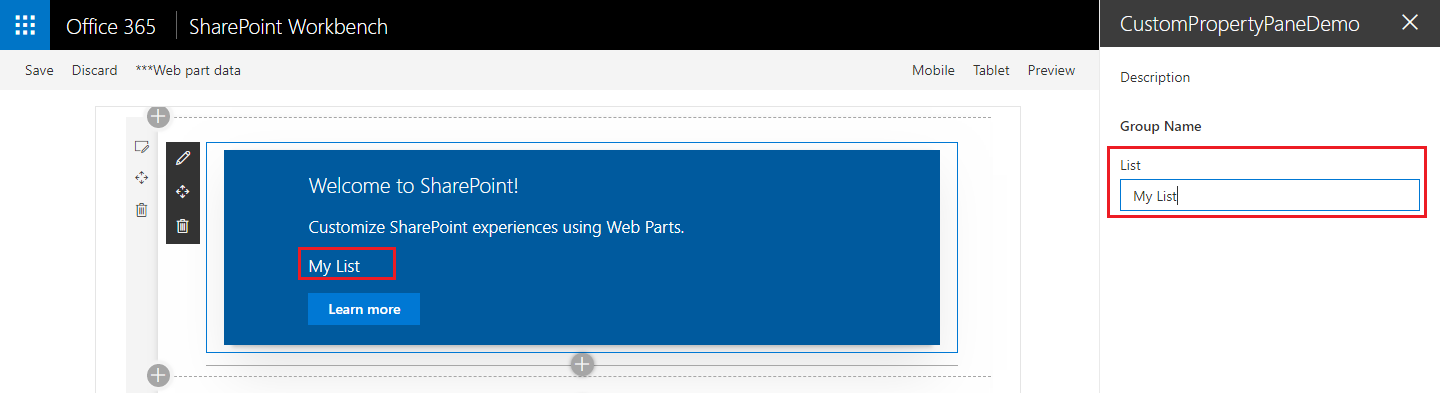 Office 365 SharePoint Workbench
CustomPropertyPaneDemo
Save Discard ***Web part data Mobile Tablet Preview
Description
Group Name
List
My List
Welcome to SharePoint!
Customize SharePoint experiences using Web Parts.
My List
Learn more